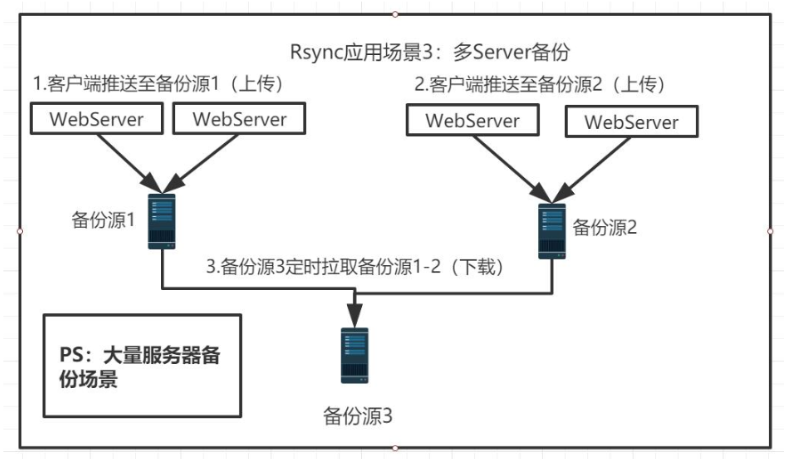 Rsync应用场景3：多Server备份
1.客户端推送至备份源1（上传）
2.客户端推送至备份源2（上传）
WebServer
WebServer
WebServer
WebServer
备份源1
备份源2
3.备份源3定时拉取备份源1-2（下载）
PS：大量服务器备
份场景
备份源3